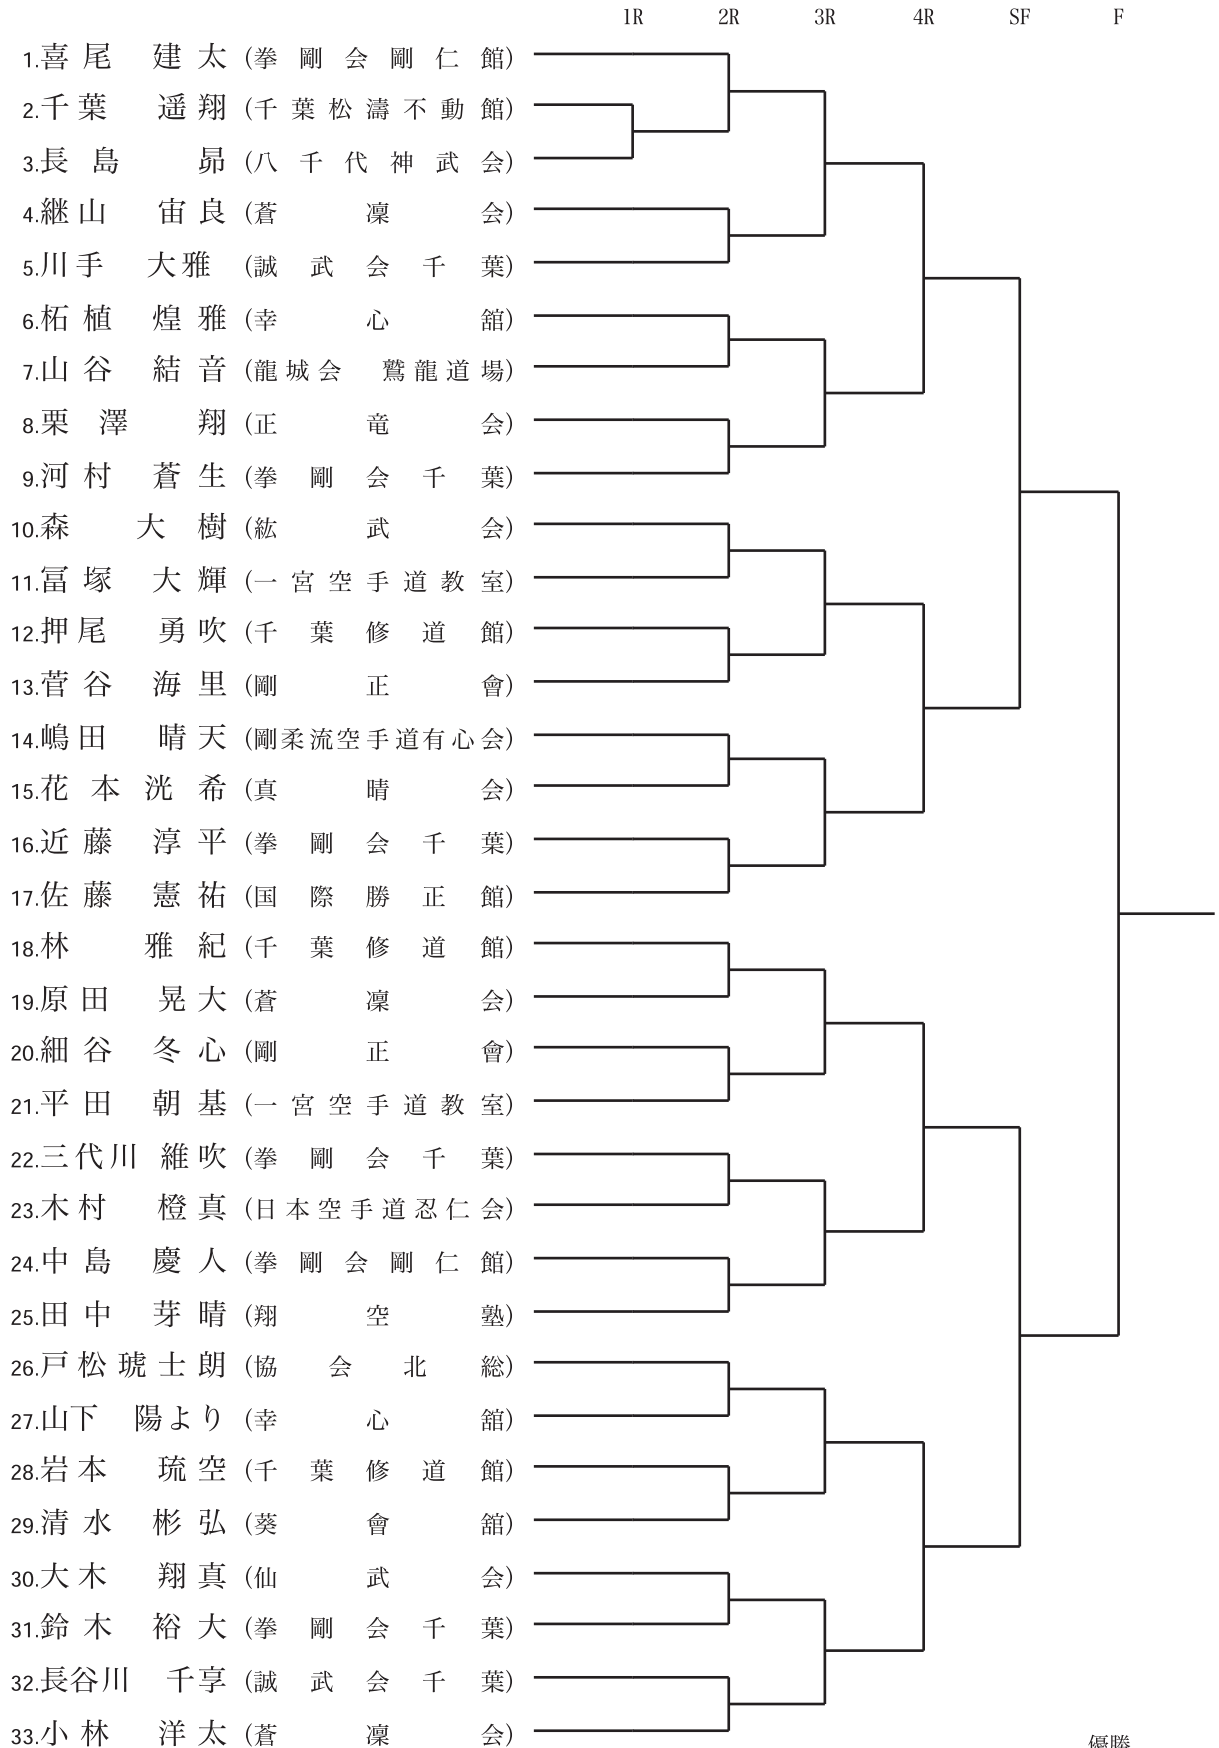 1R 2R 3R 4R SF F
1.喜尾 建太 (拳剛会剛仁館)
2.千葉 遥翔 (千葉松濤不動館)
3.長島 昴 (八千代神武会)
4.継山 宙良 (蒼凜会)
5.川手 大雅 (誠武会千葉)
6.柘植 煌雅 (幸心舘)
7.山谷 結音 (龍城会 鷲龍道場)
8.栗澤 翔 (正竜会)
9.河村 蒼生 (拳剛会千葉)
10.森 大樹 (紘武会)
11.冨塚 大輝 (一宮空手道教室)
12.押尾 勇吹 (千葉修道館)
13.菅谷 海里 (剛正會)
14.嶋田 晴天 (剛柔流空手道有心会)
15.花本 洸希 (真晴会)
16.近藤 淳平 (拳剛会千葉)
17.佐藤 憲祐 (国際勝正館)
18.林 雅紀 (千葉修道館)
19.原田 晃大 (蒼凜会)
20.細谷 冬心 (剛正會)
21.平田 朝基 (一宮空手道教室)
22.三代川 維吹 (拳剛会千葉)
23.木村 橙真 (日本空手道忍仁会)
24.中島 慶人 (拳剛会剛仁館)
25.田中 芽晴 (翔空塾)
26.戸松琥士朗 (協会北総)
27.山下 陽より (幸心舘)
28.岩本 琉空 (千葉修道館)
29.清水 彬弘 (葵會舘)
30.大木 翔真 (仙武会)
31.鈴木 裕大 (拳剛会千葉)
32.長谷川 千享 (誠武会千葉)
33.小林 洋太 (蒼凜会)
優勝